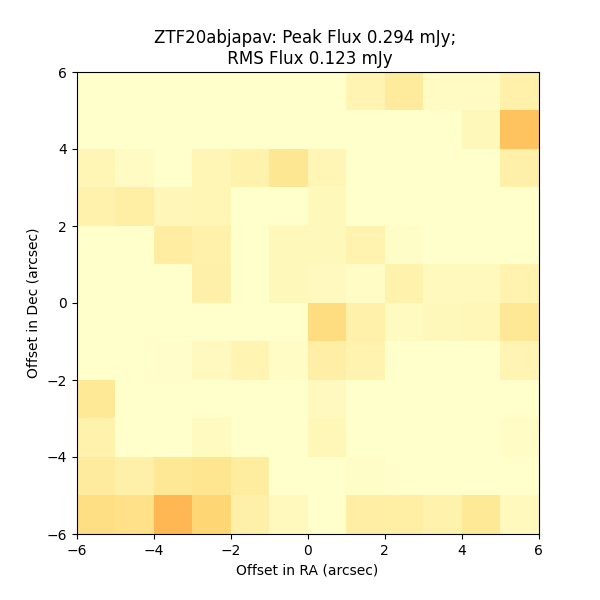 ZTF20abjapav: Peak Flux 0.294 mJy;
RMS Flux 0.123 mJy
6
4
2
0
−2
−4
−6
Offset in Dec (arcsec)
−6 −4 −2 0 2 4 6
Offset in RA (arcsec)